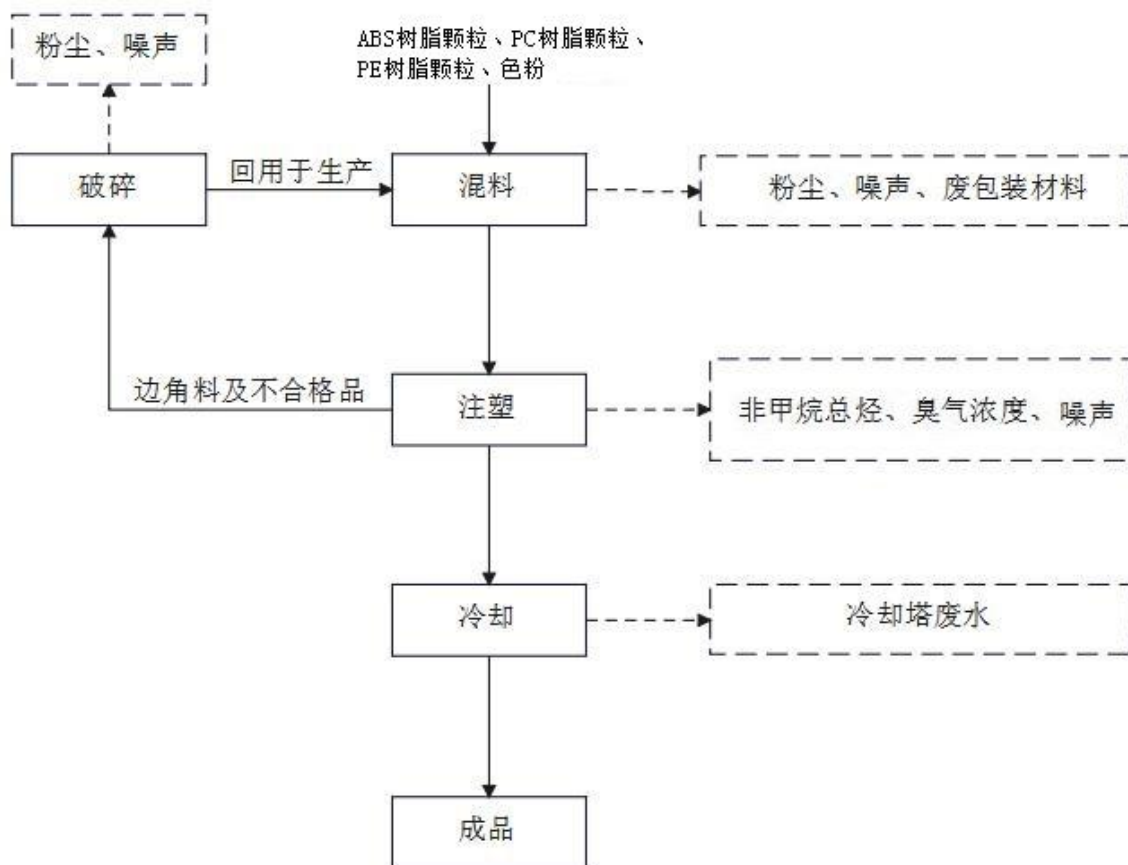 粉尘、噪声
ABS树脂颗粒、PC树脂颗粒、
PE树脂颗粒、色粉
破碎
回用于生产
混料
粉尘、噪声、废包装材料
边角料及不合格品
注塑
非甲烷总烃、臭气浓度、噪声
冷却
冷却塔废水
成品